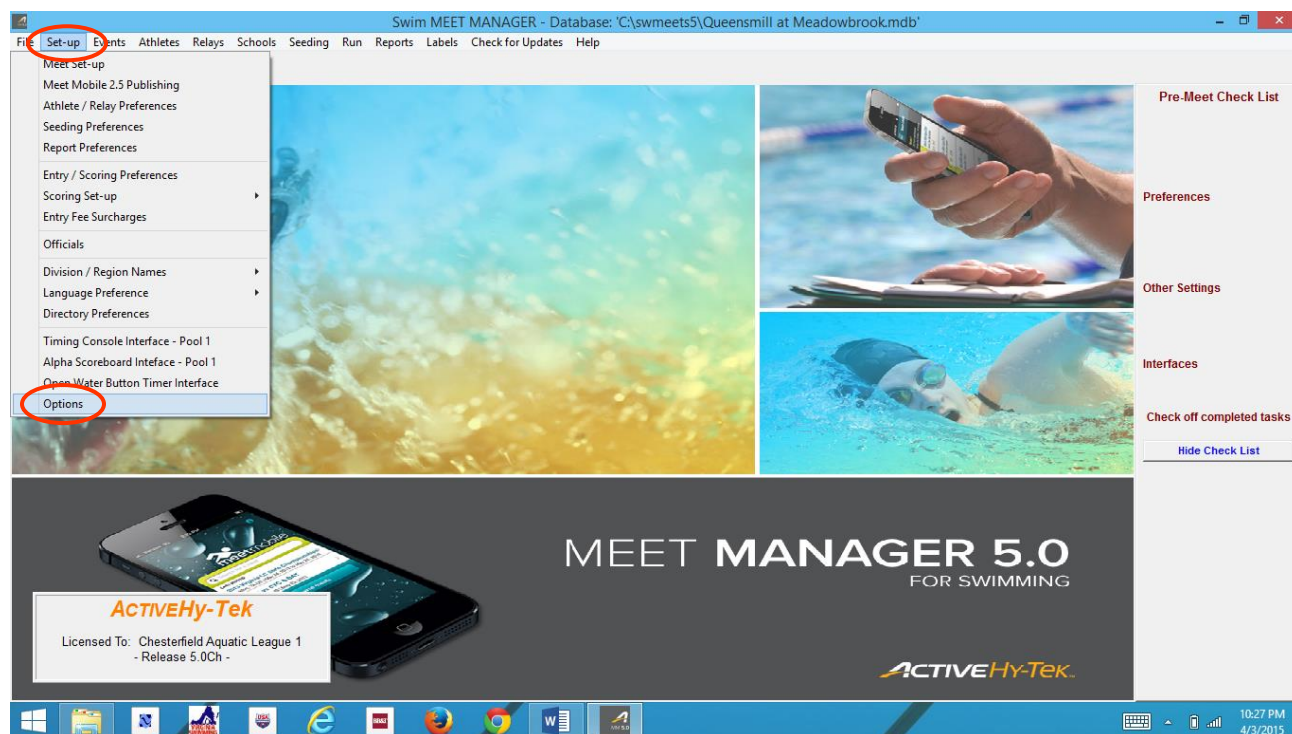 Swim MEET MANAGER - Database: 'C:\swmeets5\Queensmill at Meadowbrook.mdb'
File Set-up Events Athletes Relays Schools Seeding Run Reports Labels Check for Updates Help
Meet Set-up
Meet Mobile 2.5 Publishing
Athlete / Relay Preferences
Seeding Preferences
Report Preferences
Entry / Scoring Preferences
Scoring Set-up
Entry Fee Surcharges
Officials
Division / Region Names
Language Preference
Directory Preferences
Timing Console Interface - Pool 1
Alpha Scoreboard Inteface - Pool 1
Open Water Button Timer Interface
Options
Pre-Meet Check List
Preferences
Other Settings
Interfaces
Check off completed tasks
Hide Check List
meetmobile
MEET MANAGER 5.0
FOR SWIMMING
ACTIVEHy-Tek
Licensed To: Chesterfield Aquatic League 1
- Release 5.0Ch -
ACTIVEHy-Tek
10:27 PM
4/3/2015